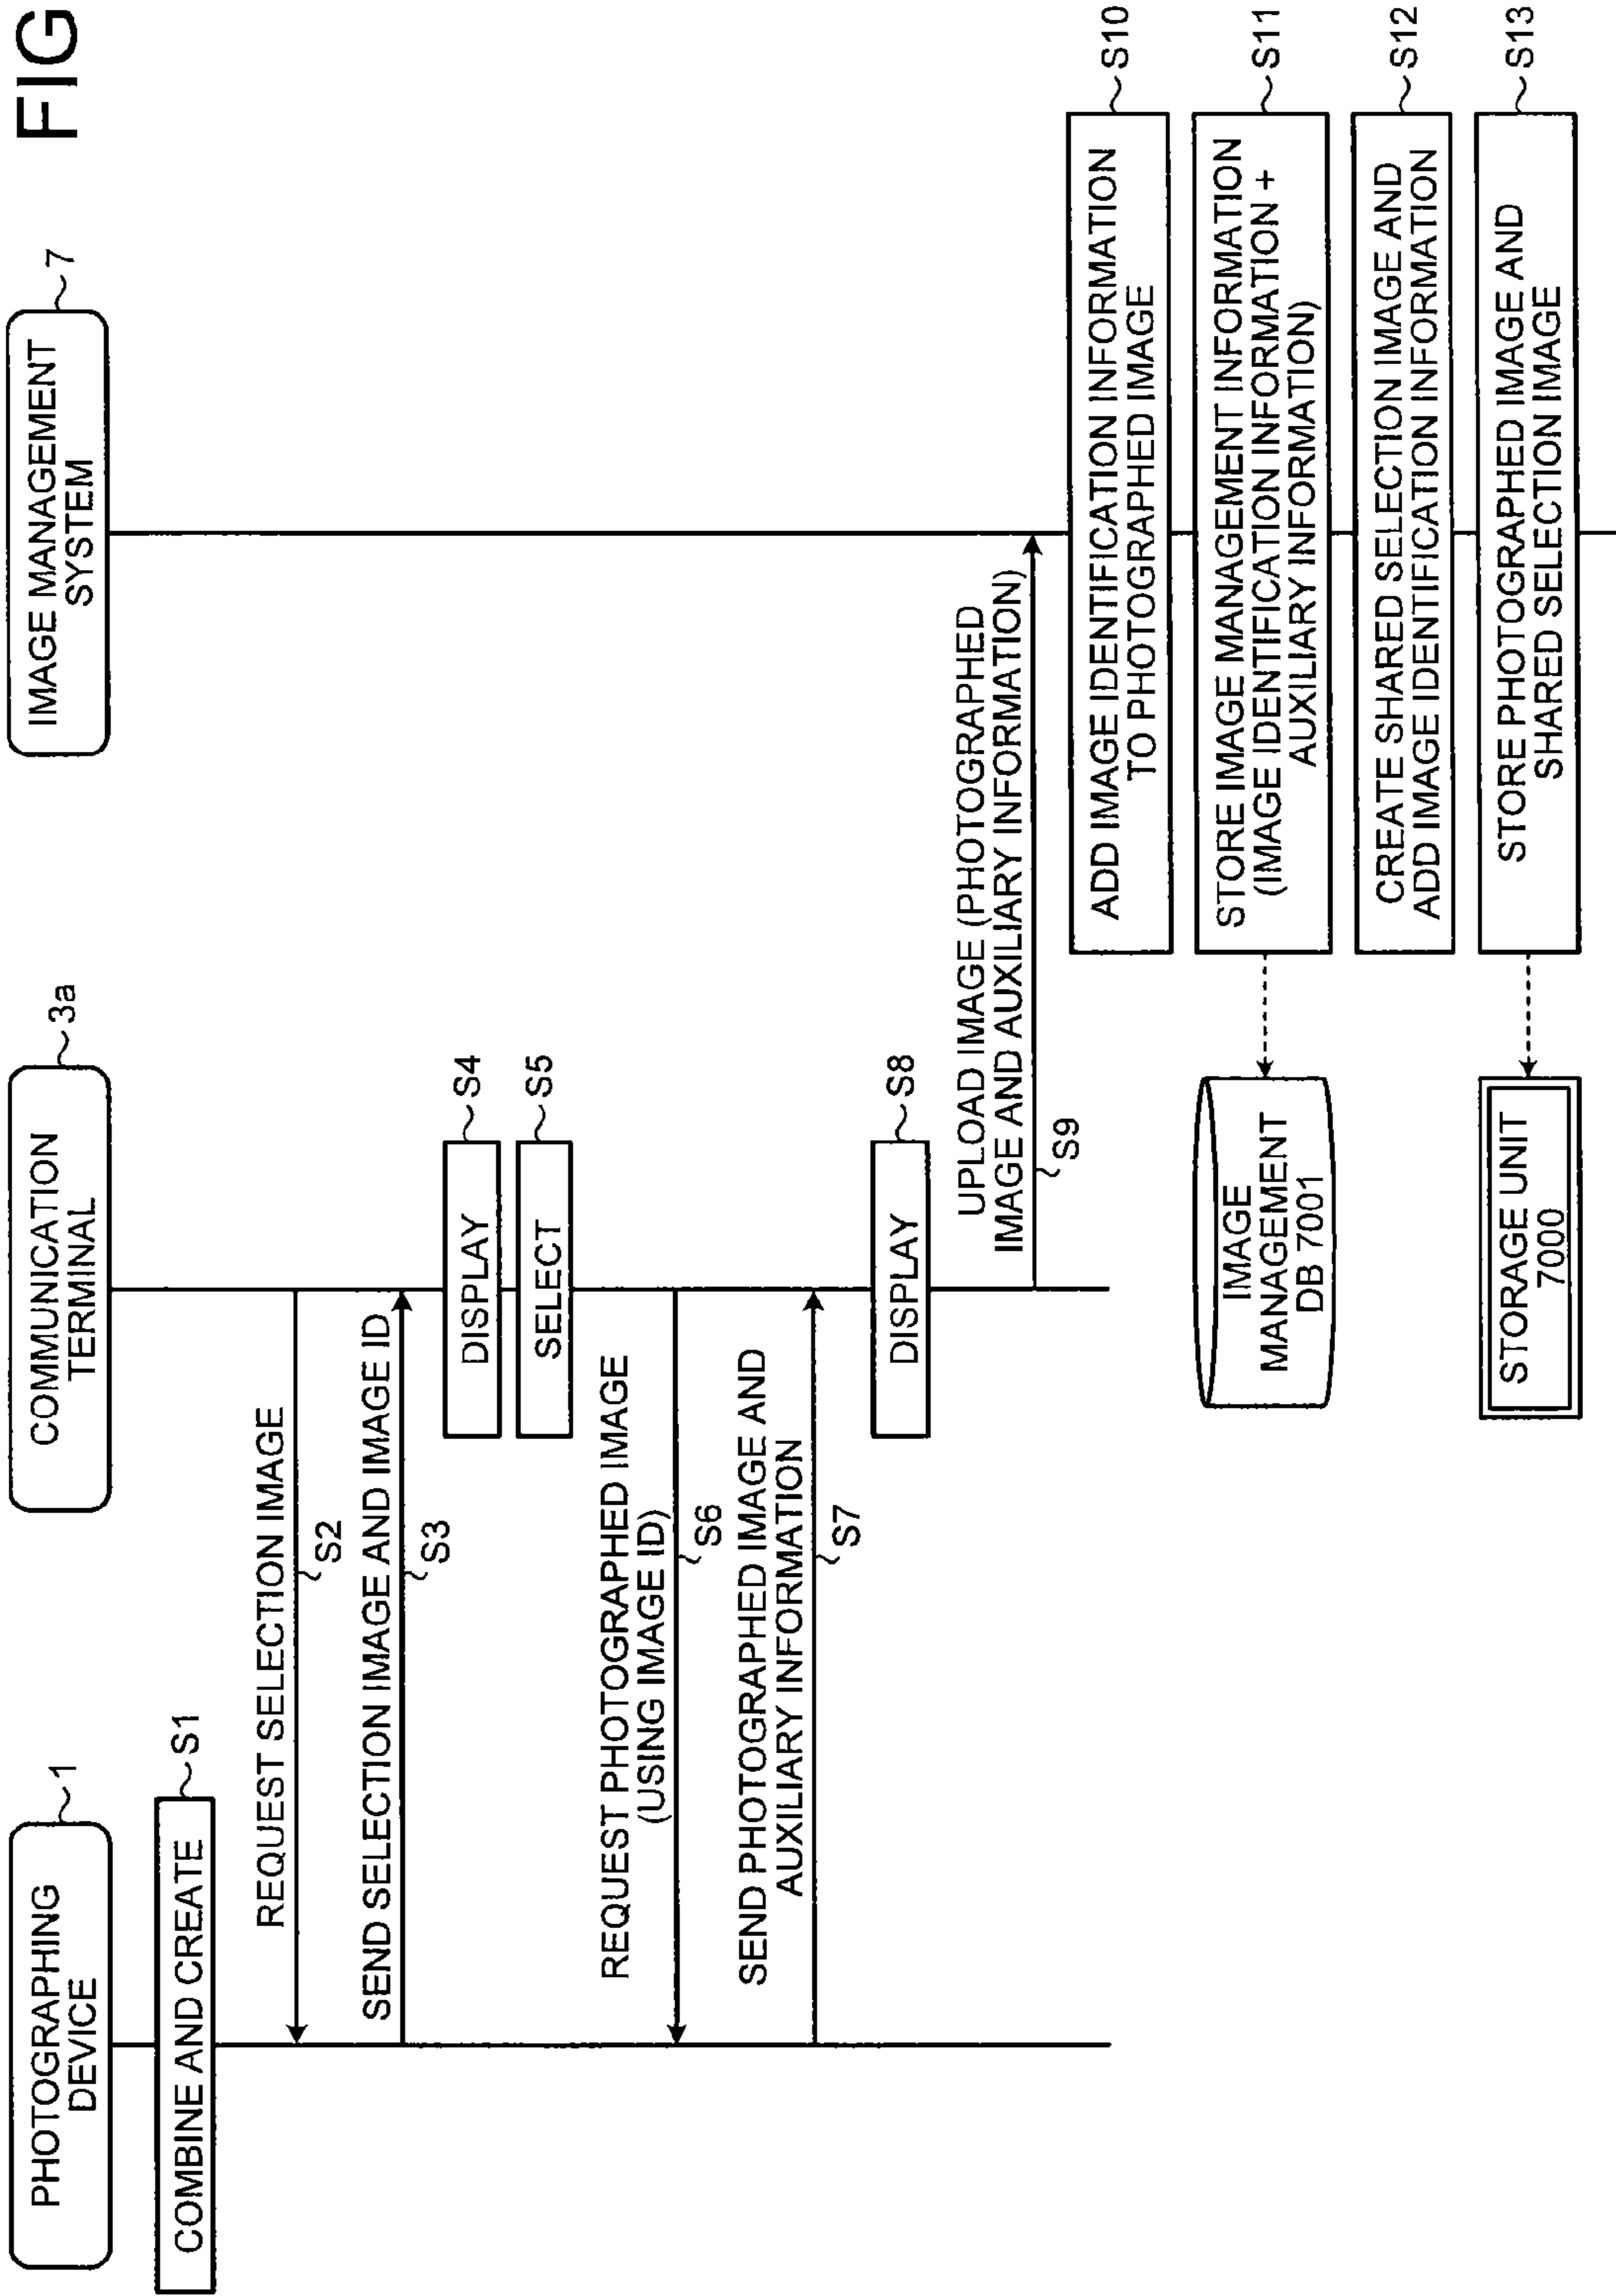 FIG
PHOTOGRAPHING
DEVICE
1
COMMUNICATION
TERMINAL
3a
IMAGE MANAGEMENT
SYSTEM
7
COMBINE AND CREATE
S1
REQUEST SELECTION IMAGE
S2
SEND SELECTION IMAGE AND IMAGE ID
S3
DISPLAY
S4
SELECT
S5
REQUEST PHOTOGRAPHED IMAGE
(USING IMAGE ID)
S6
SEND PHOTOGRAPHED IMAGE AND
AUXILIARY INFORMATION
S7
DISPLAY
S8
UPLOAD IMAGE (PHOTOGRAPHED
IMAGE AND AUXILIARY INFORMATION)
S9
ADD IMAGE IDENTIFICATION INFORMATION
TO PHOTOGRAPHED IMAGE
S10
IMAGE
MANAGEMENT
DB 7001
STORE IMAGE MANAGEMENT INFORMATION
(IMAGE IDENTIFICATION INFORMATION +
AUXILIARY INFORMATION)
S11
CREATE SHARED SELECTION IMAGE AND
ADD IMAGE IDENTIFICATION INFORMATION
S12
STORAGE UNIT
7000
STORE PHOTOGRAPHED IMAGE AND
SHARED SELECTION IMAGE
S13